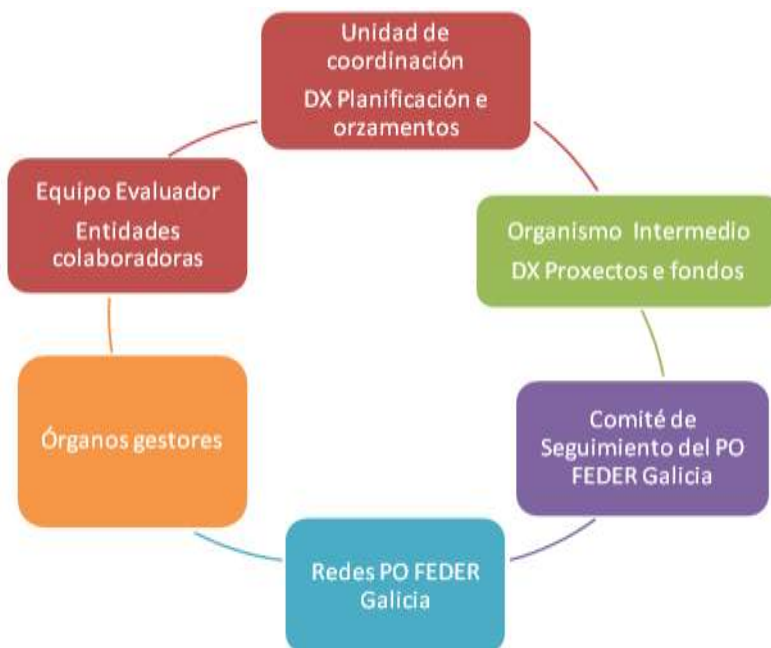 Unidad de
coordinación
DX Planificación e
orzamentos
Equipo Evaluador
Entidades
colaboradoras
Organismo Intermedio
DX Proxectos e fondos
Órganos gestores
Comité de
Seguimiento del PO
FEDER Galicia
Redes PO FEDER
Galicia